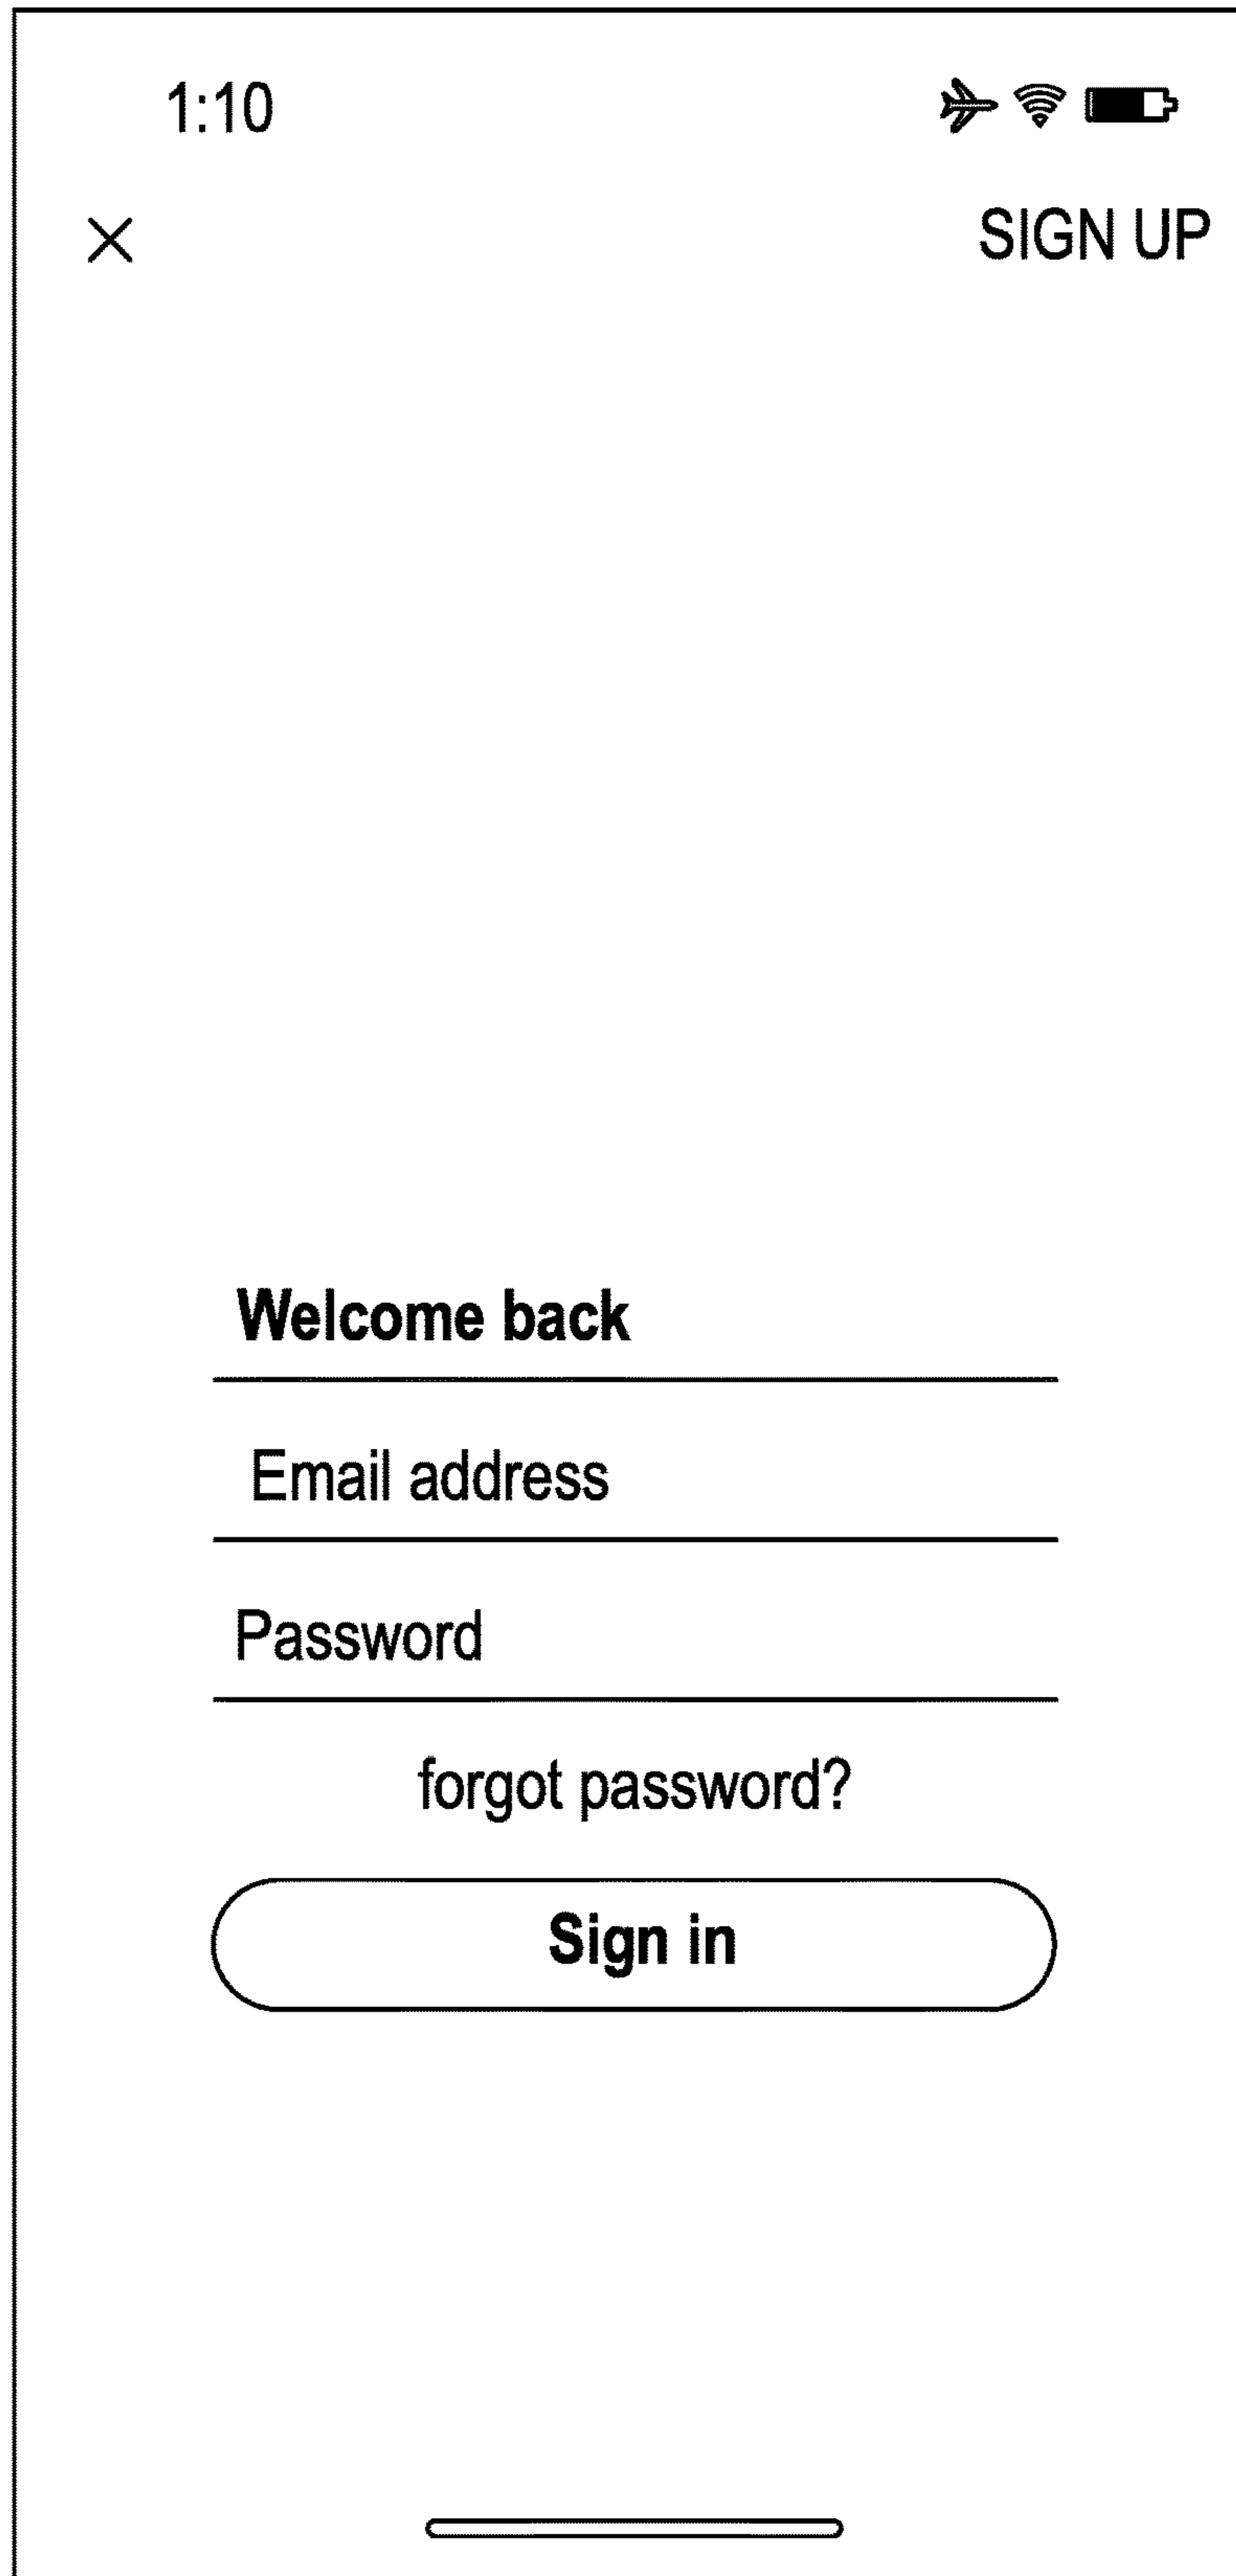 1:10
SIGN UP
Welcome back
Email address
Password
forgot password?
Sign in